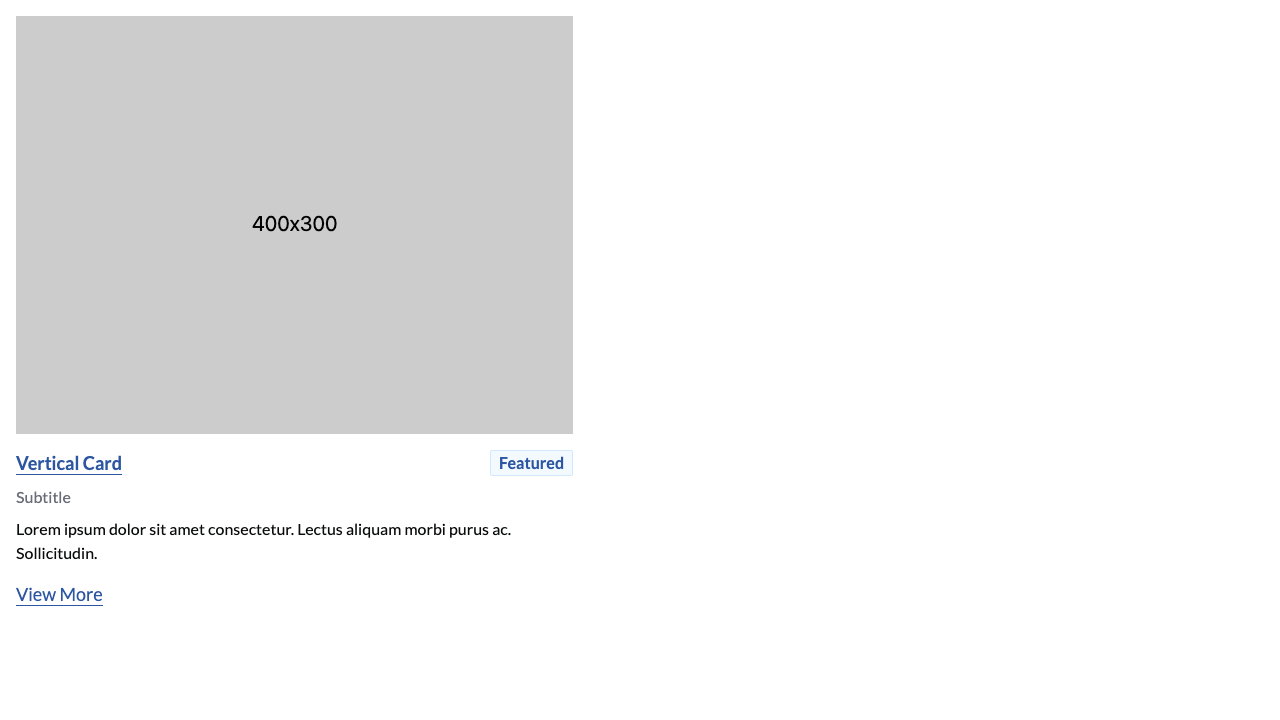 400x300
Vertical Card
Featured
Subtitle
Lorem ipsum dolor sit amet consectetur. Lectus aliquam morbi purus ac.
Sollicitudin.
View More